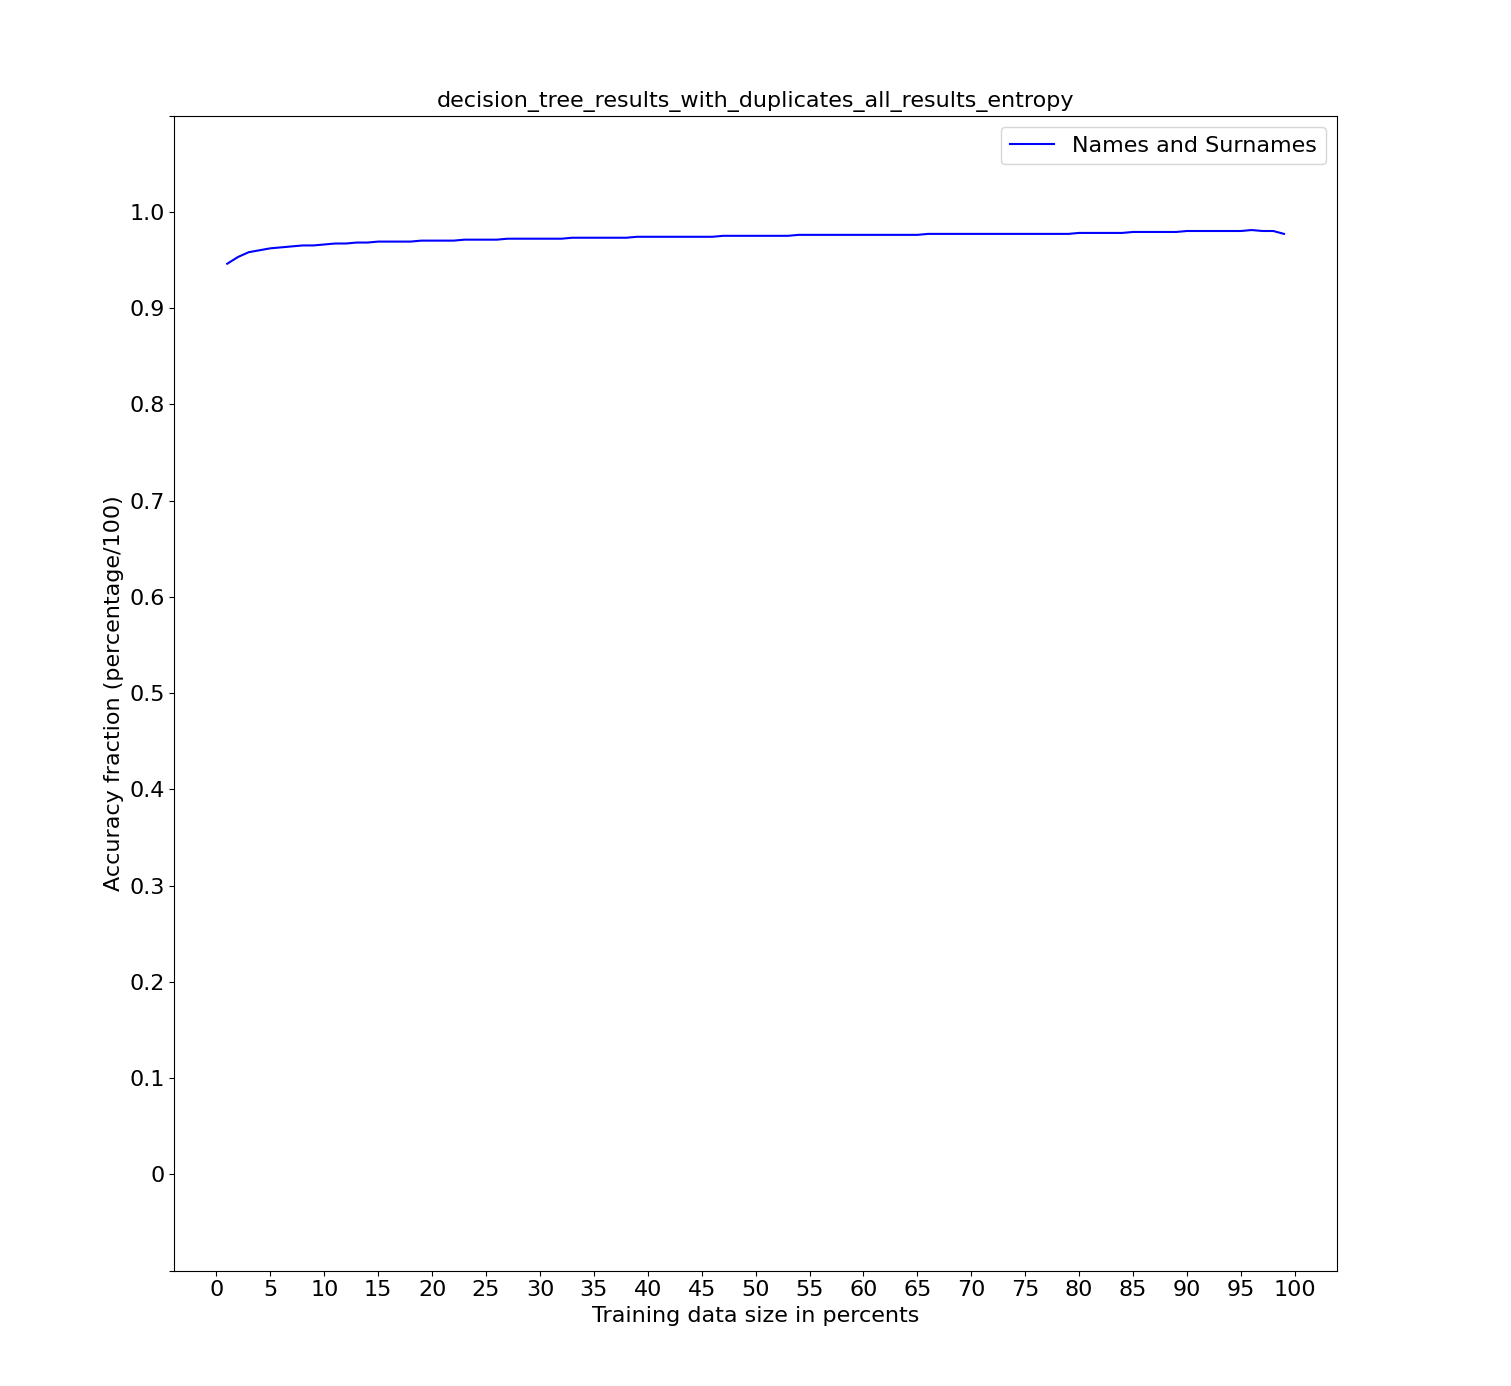 decision_tree_results_with_duplicates_all_results_entropy
Names and Surnames
1.0
0.9
0.8
0.7
0.6
0.5
0.4
0.3
0.2
0.1
0
Accuracy fraction (percentage/100)
0 5 10 15 20 25 30 35 40 45 50 55 60 65 70 75 80 85 90 95 100
Training data size in percents